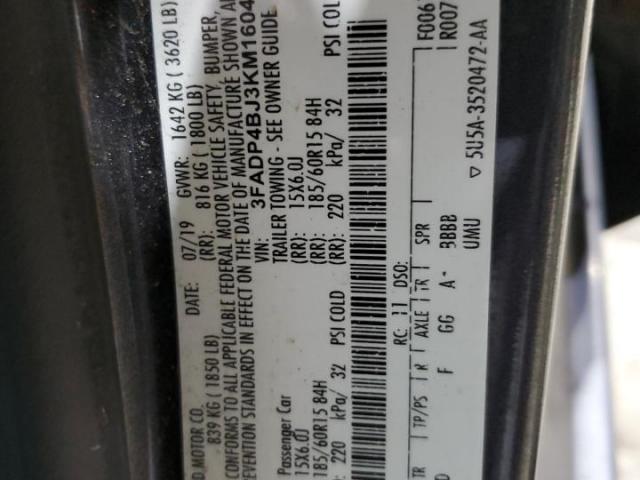 D MOTOR CO. DATE: 07/19 GVWR: 1642 KG ( 3620 LB)
839 KG ( 1850 LB) (RR): 816 KG ( 1800 LB)
CONFORMS TO ALL APPLICABLE FEDERAL MOTOR VEHICLE SAFETY, BUMPER,
EVENTION STANDARDS IN EFFECT ON THE DATE OF MANUFACTURE SHOWN AB
VIN: 3FADP4BJ3KM1604
Passenger Car TRAILER TOWING - SEE OWNER GUIDE
15X6.0J (RR): 15X6.0J
185/60R15 84H (RR): 185/60R15 84H
220 kPa/ 32 PSI COLD (RR): 220 kPa/ 32 PSI COLD
RC: 11 DSO: F006
TR TP/PS R AXLE TR SPR R007
F GG A- BBBB
UMU ▽ 5U5A-3520472-AA